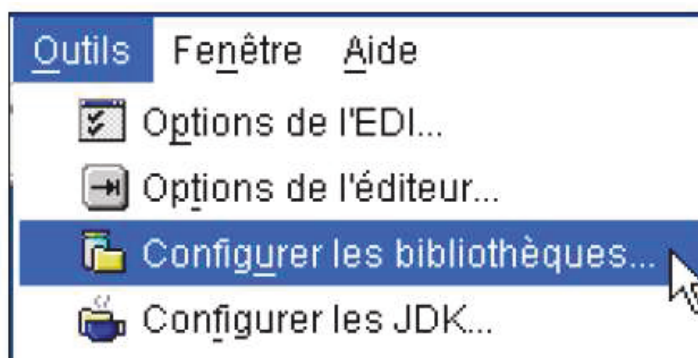 Outils Fenêtre Aide
Options de l'EDI...
Options de l'éditeur...
Configurer les bibliothèques...
Configurer les JDK...